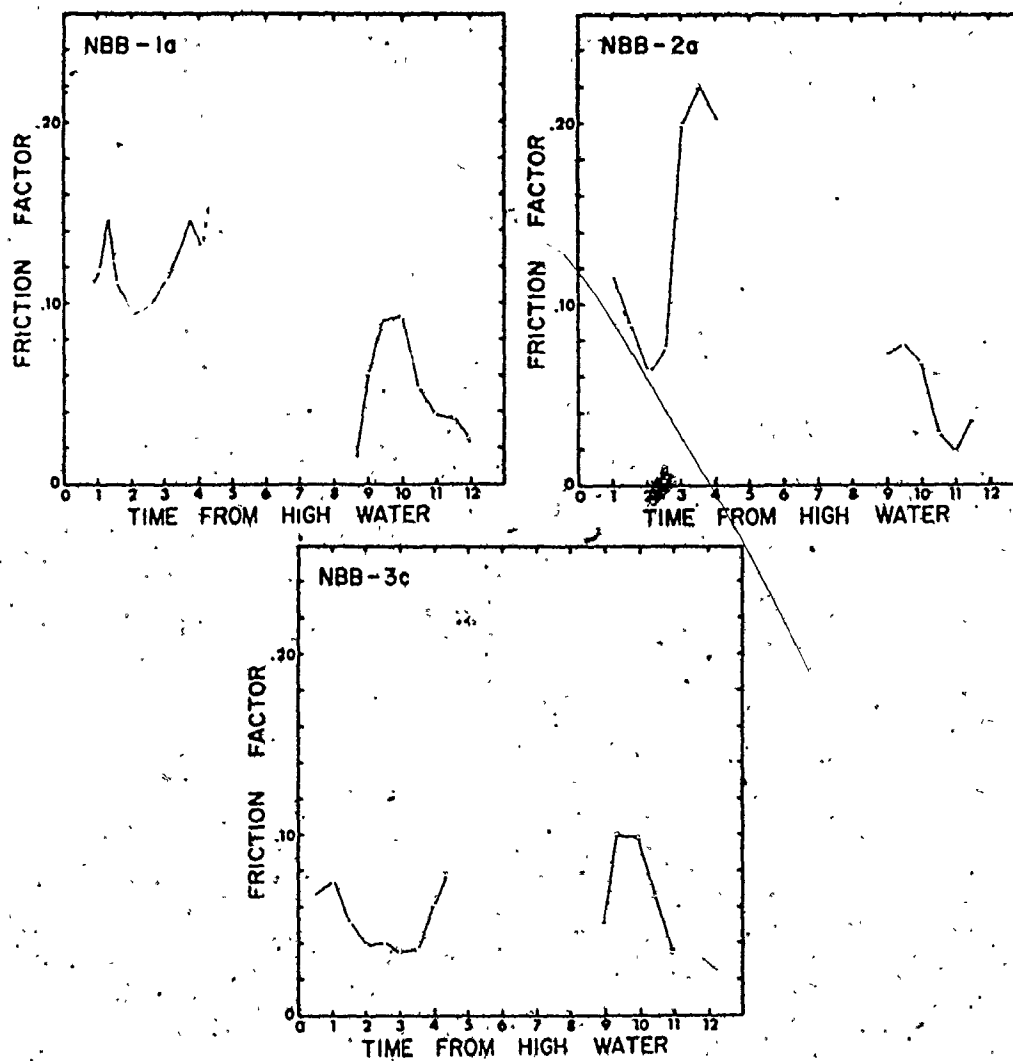 NBB-1a
.20
.10
0
FRICTION FACTOR
0 1 2 3 4 5 6 7 8 9 10 11 12
TIME FROM HIGH WATER
NBB-2a
.20
.10
0
FRICTION FACTOR
0 1 3 4 5 6 7 8 9 10 11 12
TIME FROM HIGH WATER
NBB-3c
.20
.10
0
FRICTION FACTOR
0 1 2 3 4 5 6 7 8 9 10 11 12
TIME FROM HIGH WATER